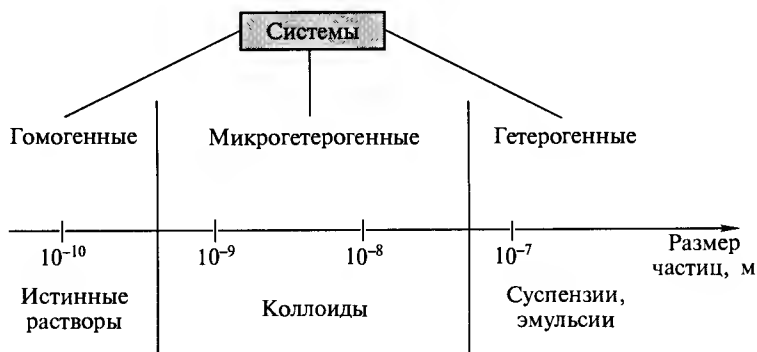 Системы
Гомогенные
Микрогетерогенные
Гетерогенные
10⁻¹⁰
10⁻⁹
10⁻⁸
10⁻⁷
Размер
частиц, м
Истинные
растворы
Коллоиды
Суспензии,
эмульсии